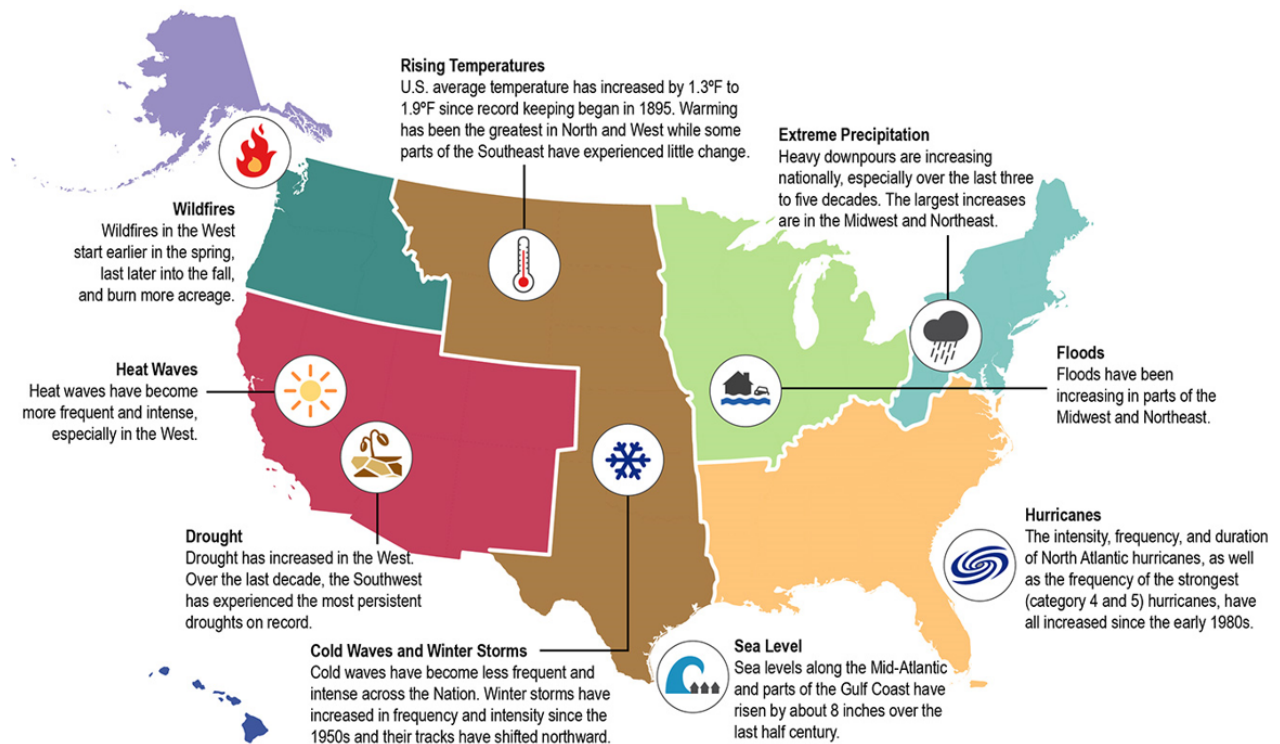 Rising Temperatures
U.S. average temperature has increased by 1.3ºF to
1.9ºF since record keeping began in 1895. Warming
has been the greatest in North and West while some
parts of the Southeast have experienced little change.
Extreme Precipitation
Heavy downpours are increasing
nationally, especially over the last three
to five decades. The largest increases
are in the Midwest and Northeast.
Wildfires
Wildfires in the West
start earlier in the spring,
last later into the fall,
and burn more acreage.
Heat Waves
Heat waves have become
more frequent and intense,
especially in the West.
Floods
Floods have been
increasing in parts of the
Midwest and Northeast.
Drought
Drought has increased in the West.
Over the last decade, the Southwest
has experienced the most persistent
droughts on record.
Hurricanes
The intensity, frequency, and duration
of North Atlantic hurricanes, as well
as the frequency of the strongest
(category 4 and 5) hurricanes, have
all increased since the early 1980s.
Cold Waves and Winter Storms
Cold waves have become less frequent and
intense across the Nation. Winter storms have
increased in frequency and intensity since the
1950s and their tracks have shifted northward.
Sea Level
Sea levels along the Mid-Atlantic
and parts of the Gulf Coast have
risen by about 8 inches over the
last half century.